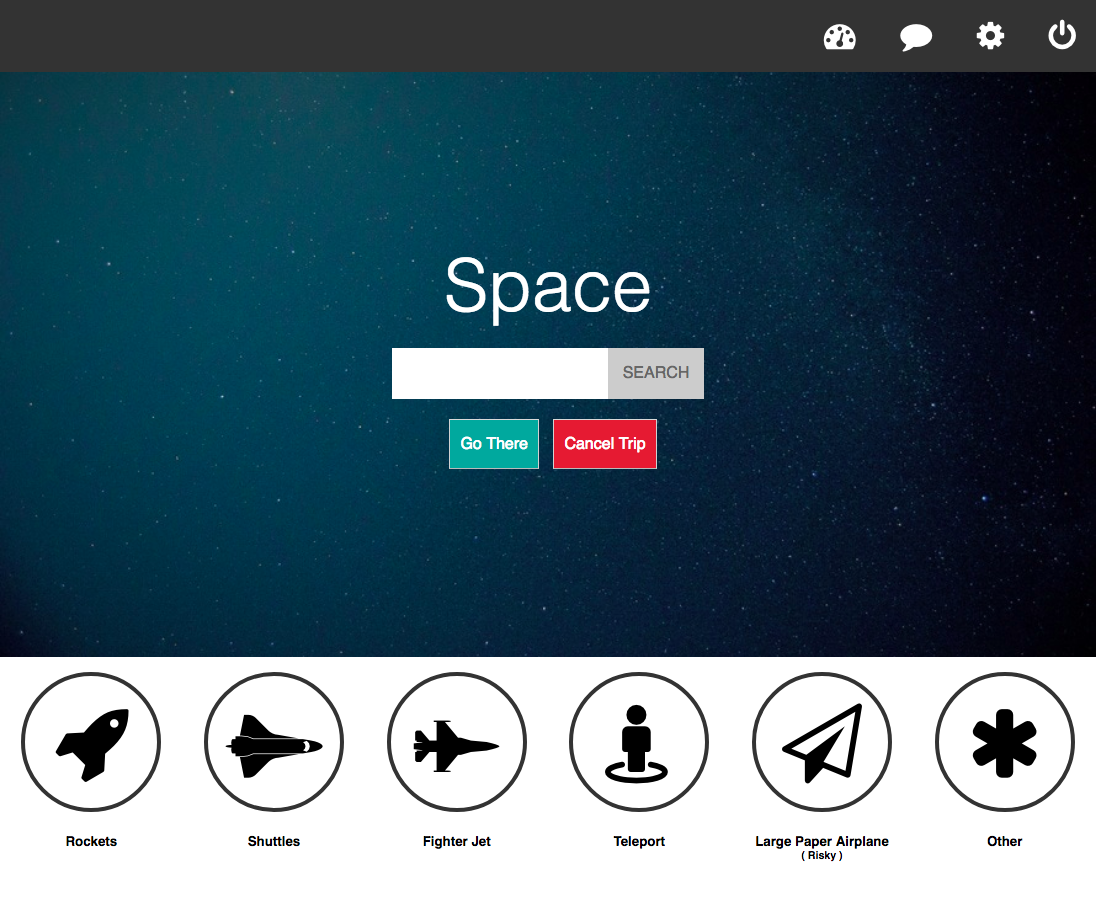 Space
SEARCH
Go There
Cancel Trip
Rockets
Shuttles
Fighter Jet
Teleport
Large Paper Airplane
( Risky )
Other